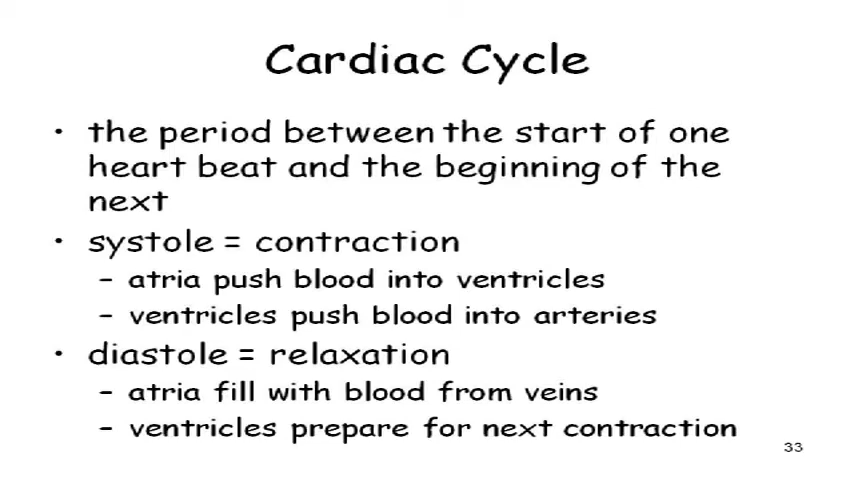 Cardiac Cycle
• the period between the start of one
heart beat and the beginning of the
next
• systole = contraction
– atria push blood into ventricles
– ventricles push blood into arteries
• diastole = relaxation
– atria fill with blood from veins
– ventricles prepare for next contraction
33